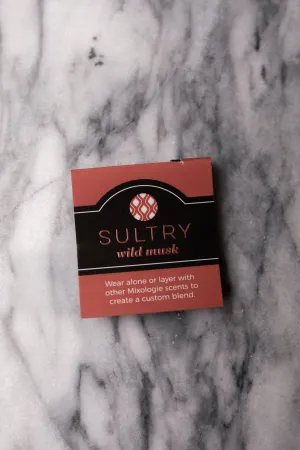 SULTRY
wild musk
Wear alone or layer with
other Mixologie scents to
create a custom blend.